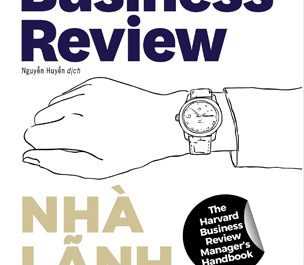 Business
Review
Nguyễn Huyền dịch
The
Harvard
Business
Review
Manager's
Handbook
NHÀ
LÃNH